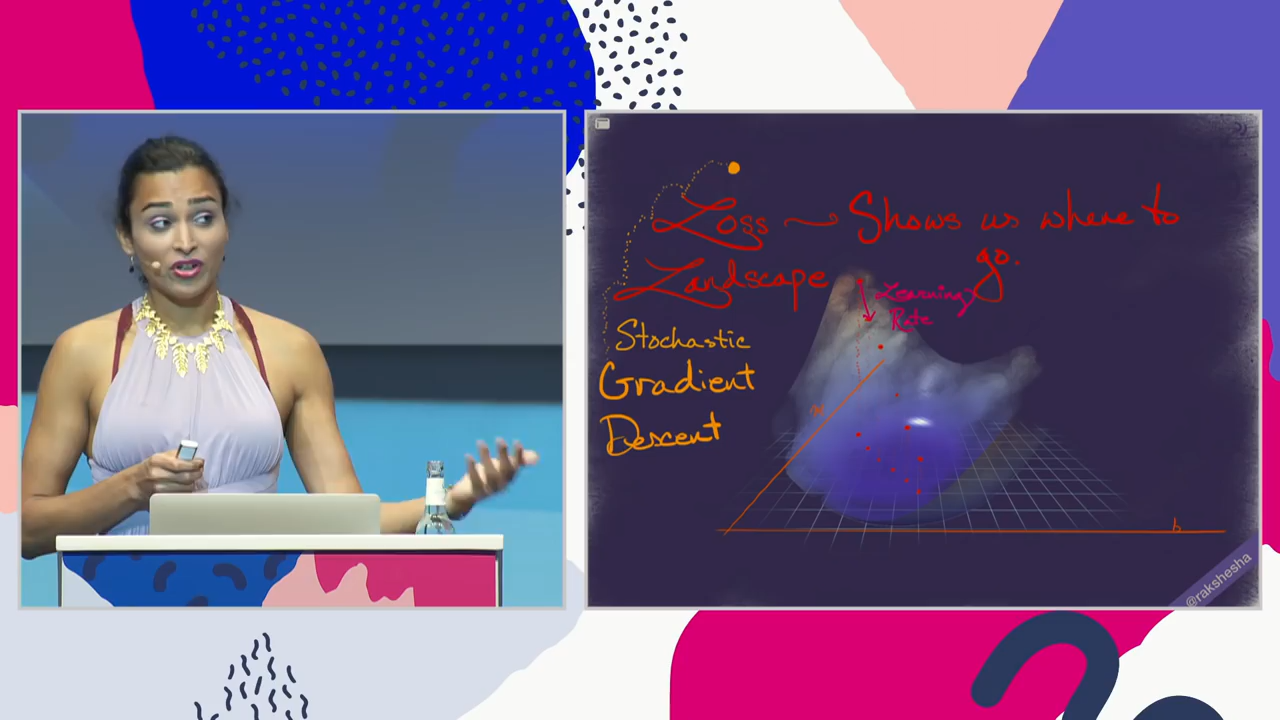 Loss ~ Shows us where to
go.
Landscape
Learning
Rate
Stochastic
Gradient
Descent
m
b
@rakshesha